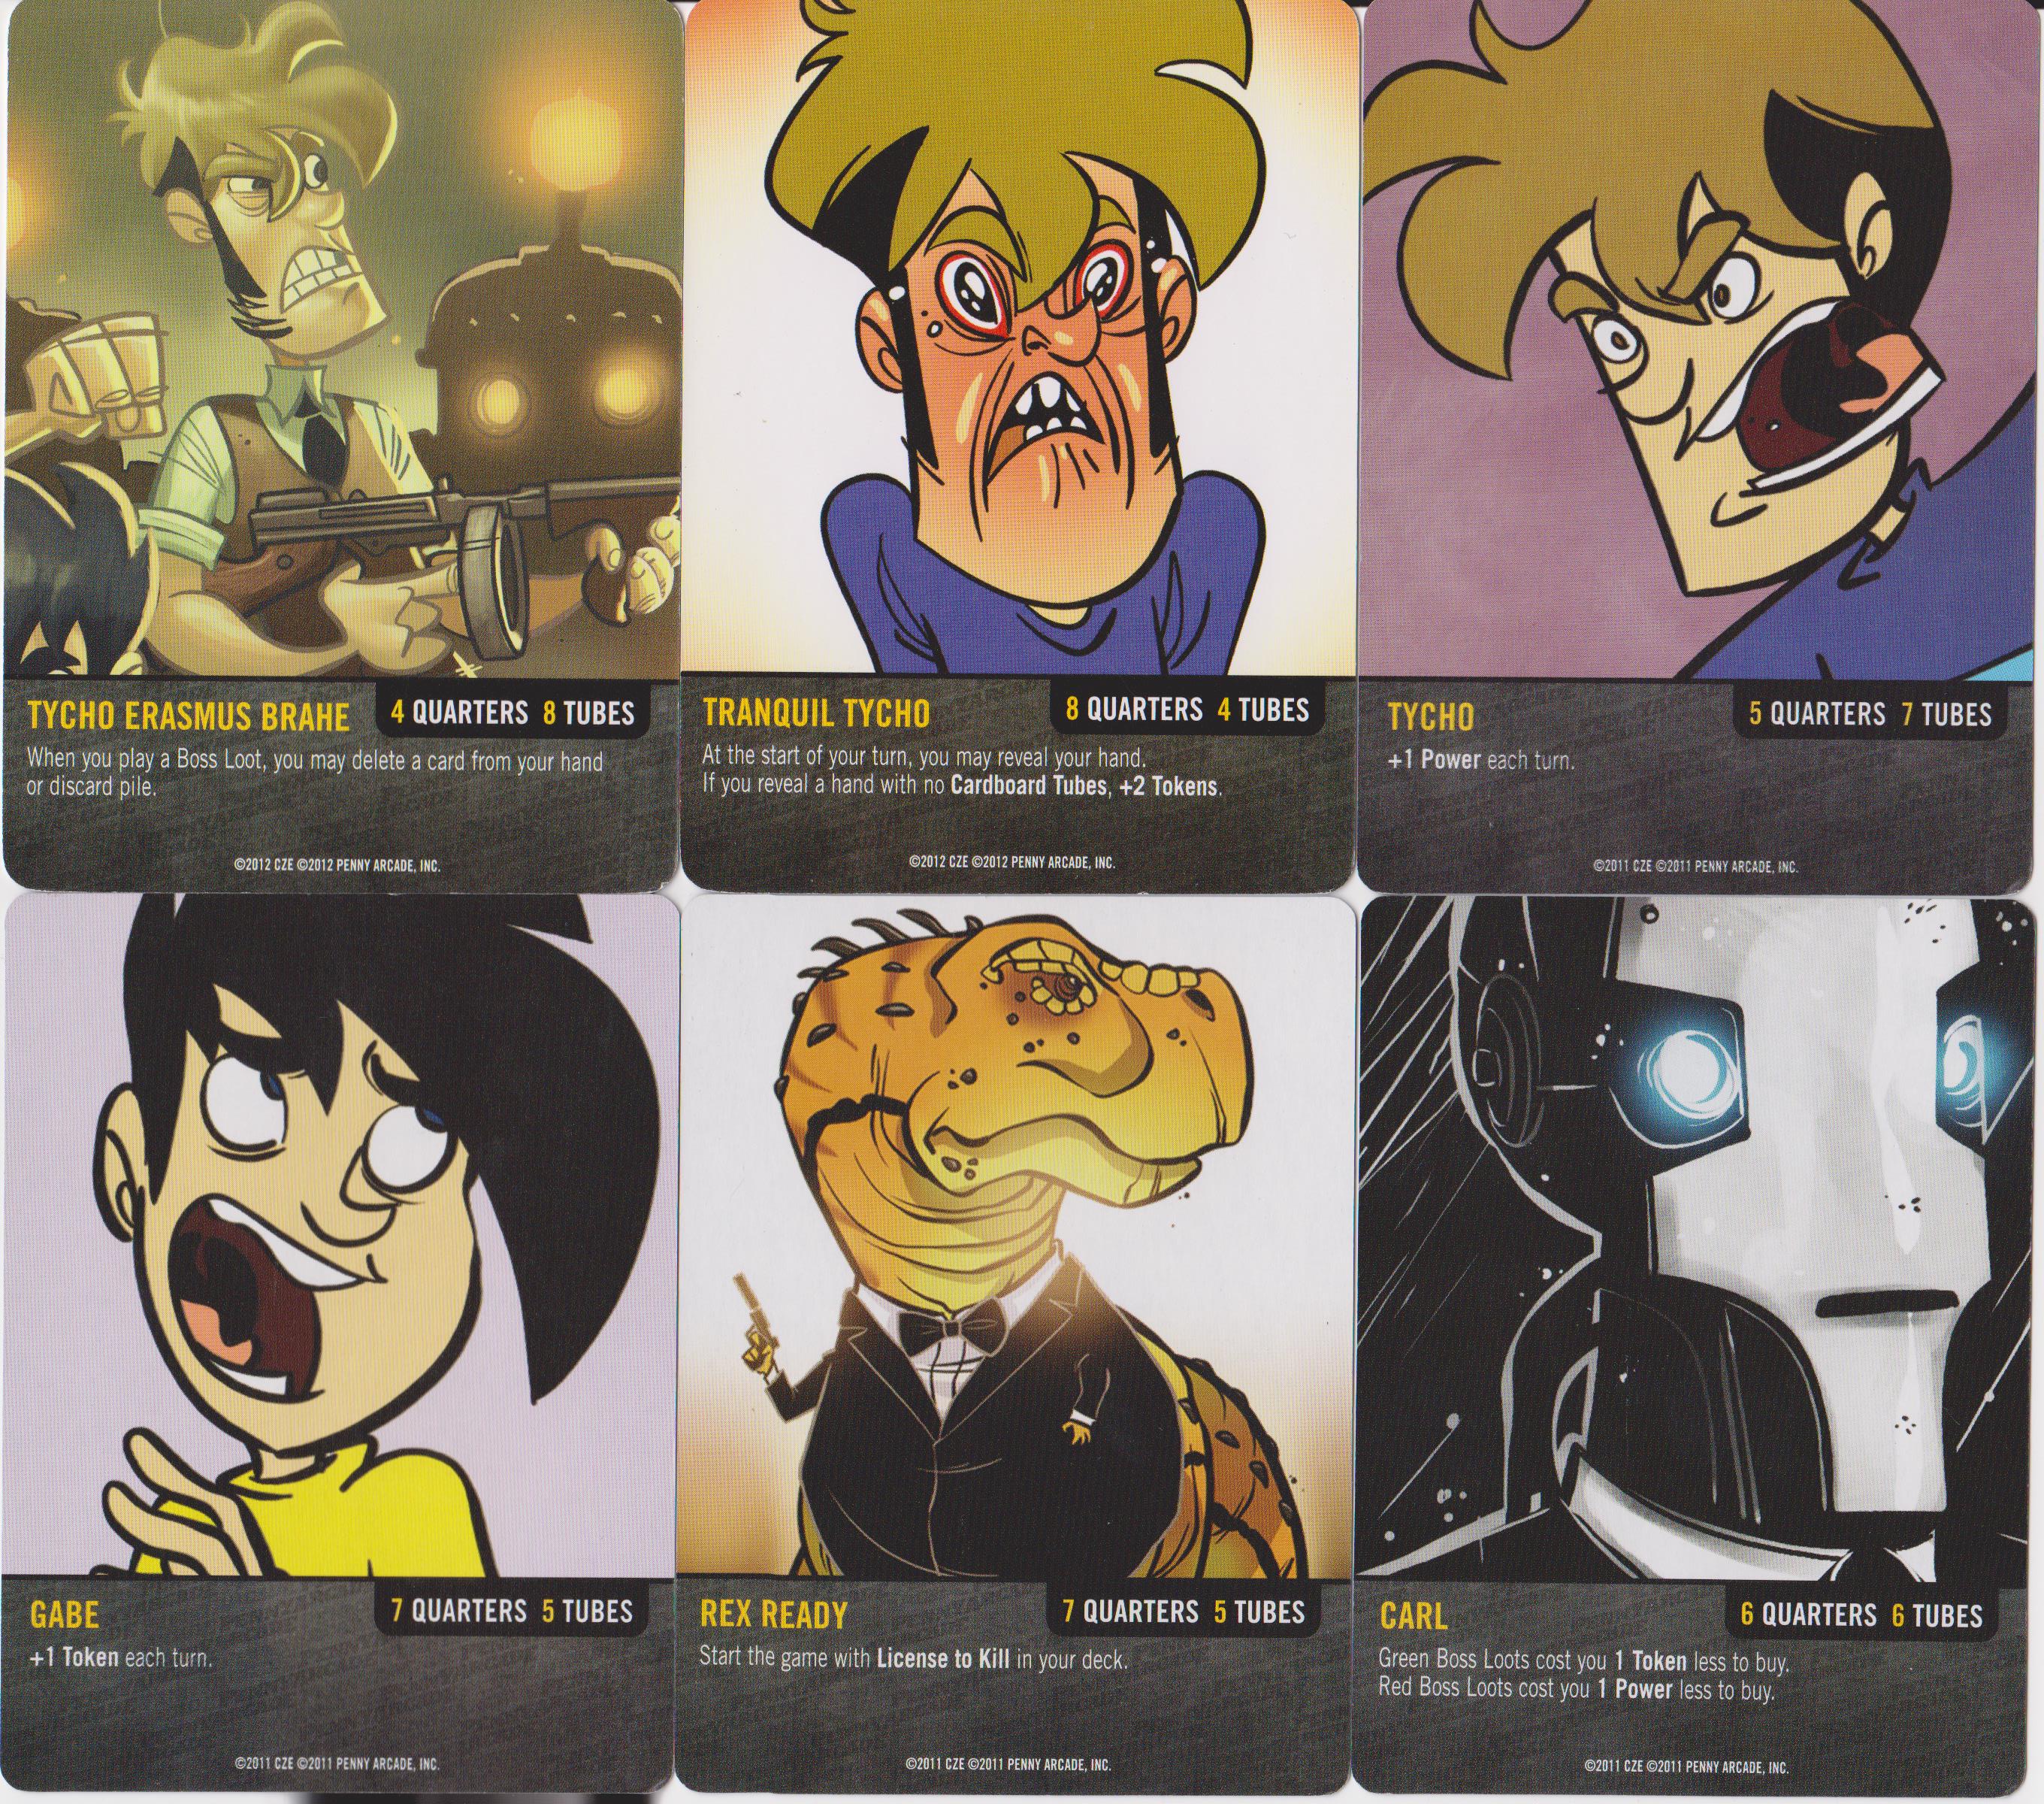 TYCHO ERASMUS BRAHE
4 QUARTERS 8 TUBES
When you play a Boss Loot, you may delete a card from your hand
or discard pile.
©2012 CZE ©2012 PENNY ARCADE, INC.
TRANQUIL TYCHO
8 QUARTERS 4 TUBES
At the start of your turn, you may reveal your hand.
If you reveal a hand with no Cardboard Tubes, +2 Tokens.
©2012 CZE ©2012 PENNY ARCADE, INC.
TYCHO
5 QUARTERS 7 TUBES
+1 Power each turn.
©2011 CZE ©2011 PENNY ARCADE, INC.
GABE
7 QUARTERS 5 TUBES
+1 Token each turn.
©2011 CZE ©2011 PENNY ARCADE, INC.
REX READY
7 QUARTERS 5 TUBES
Start the game with License to Kill in your deck.
©2011 CZE ©2011 PENNY ARCADE, INC.
CARL
6 QUARTERS 6 TUBES
Green Boss Loots cost you 1 Token less to buy.
Red Boss Loots cost you 1 Power less to buy.
©2011 CZE ©2011 PENNY ARCADE, INC.